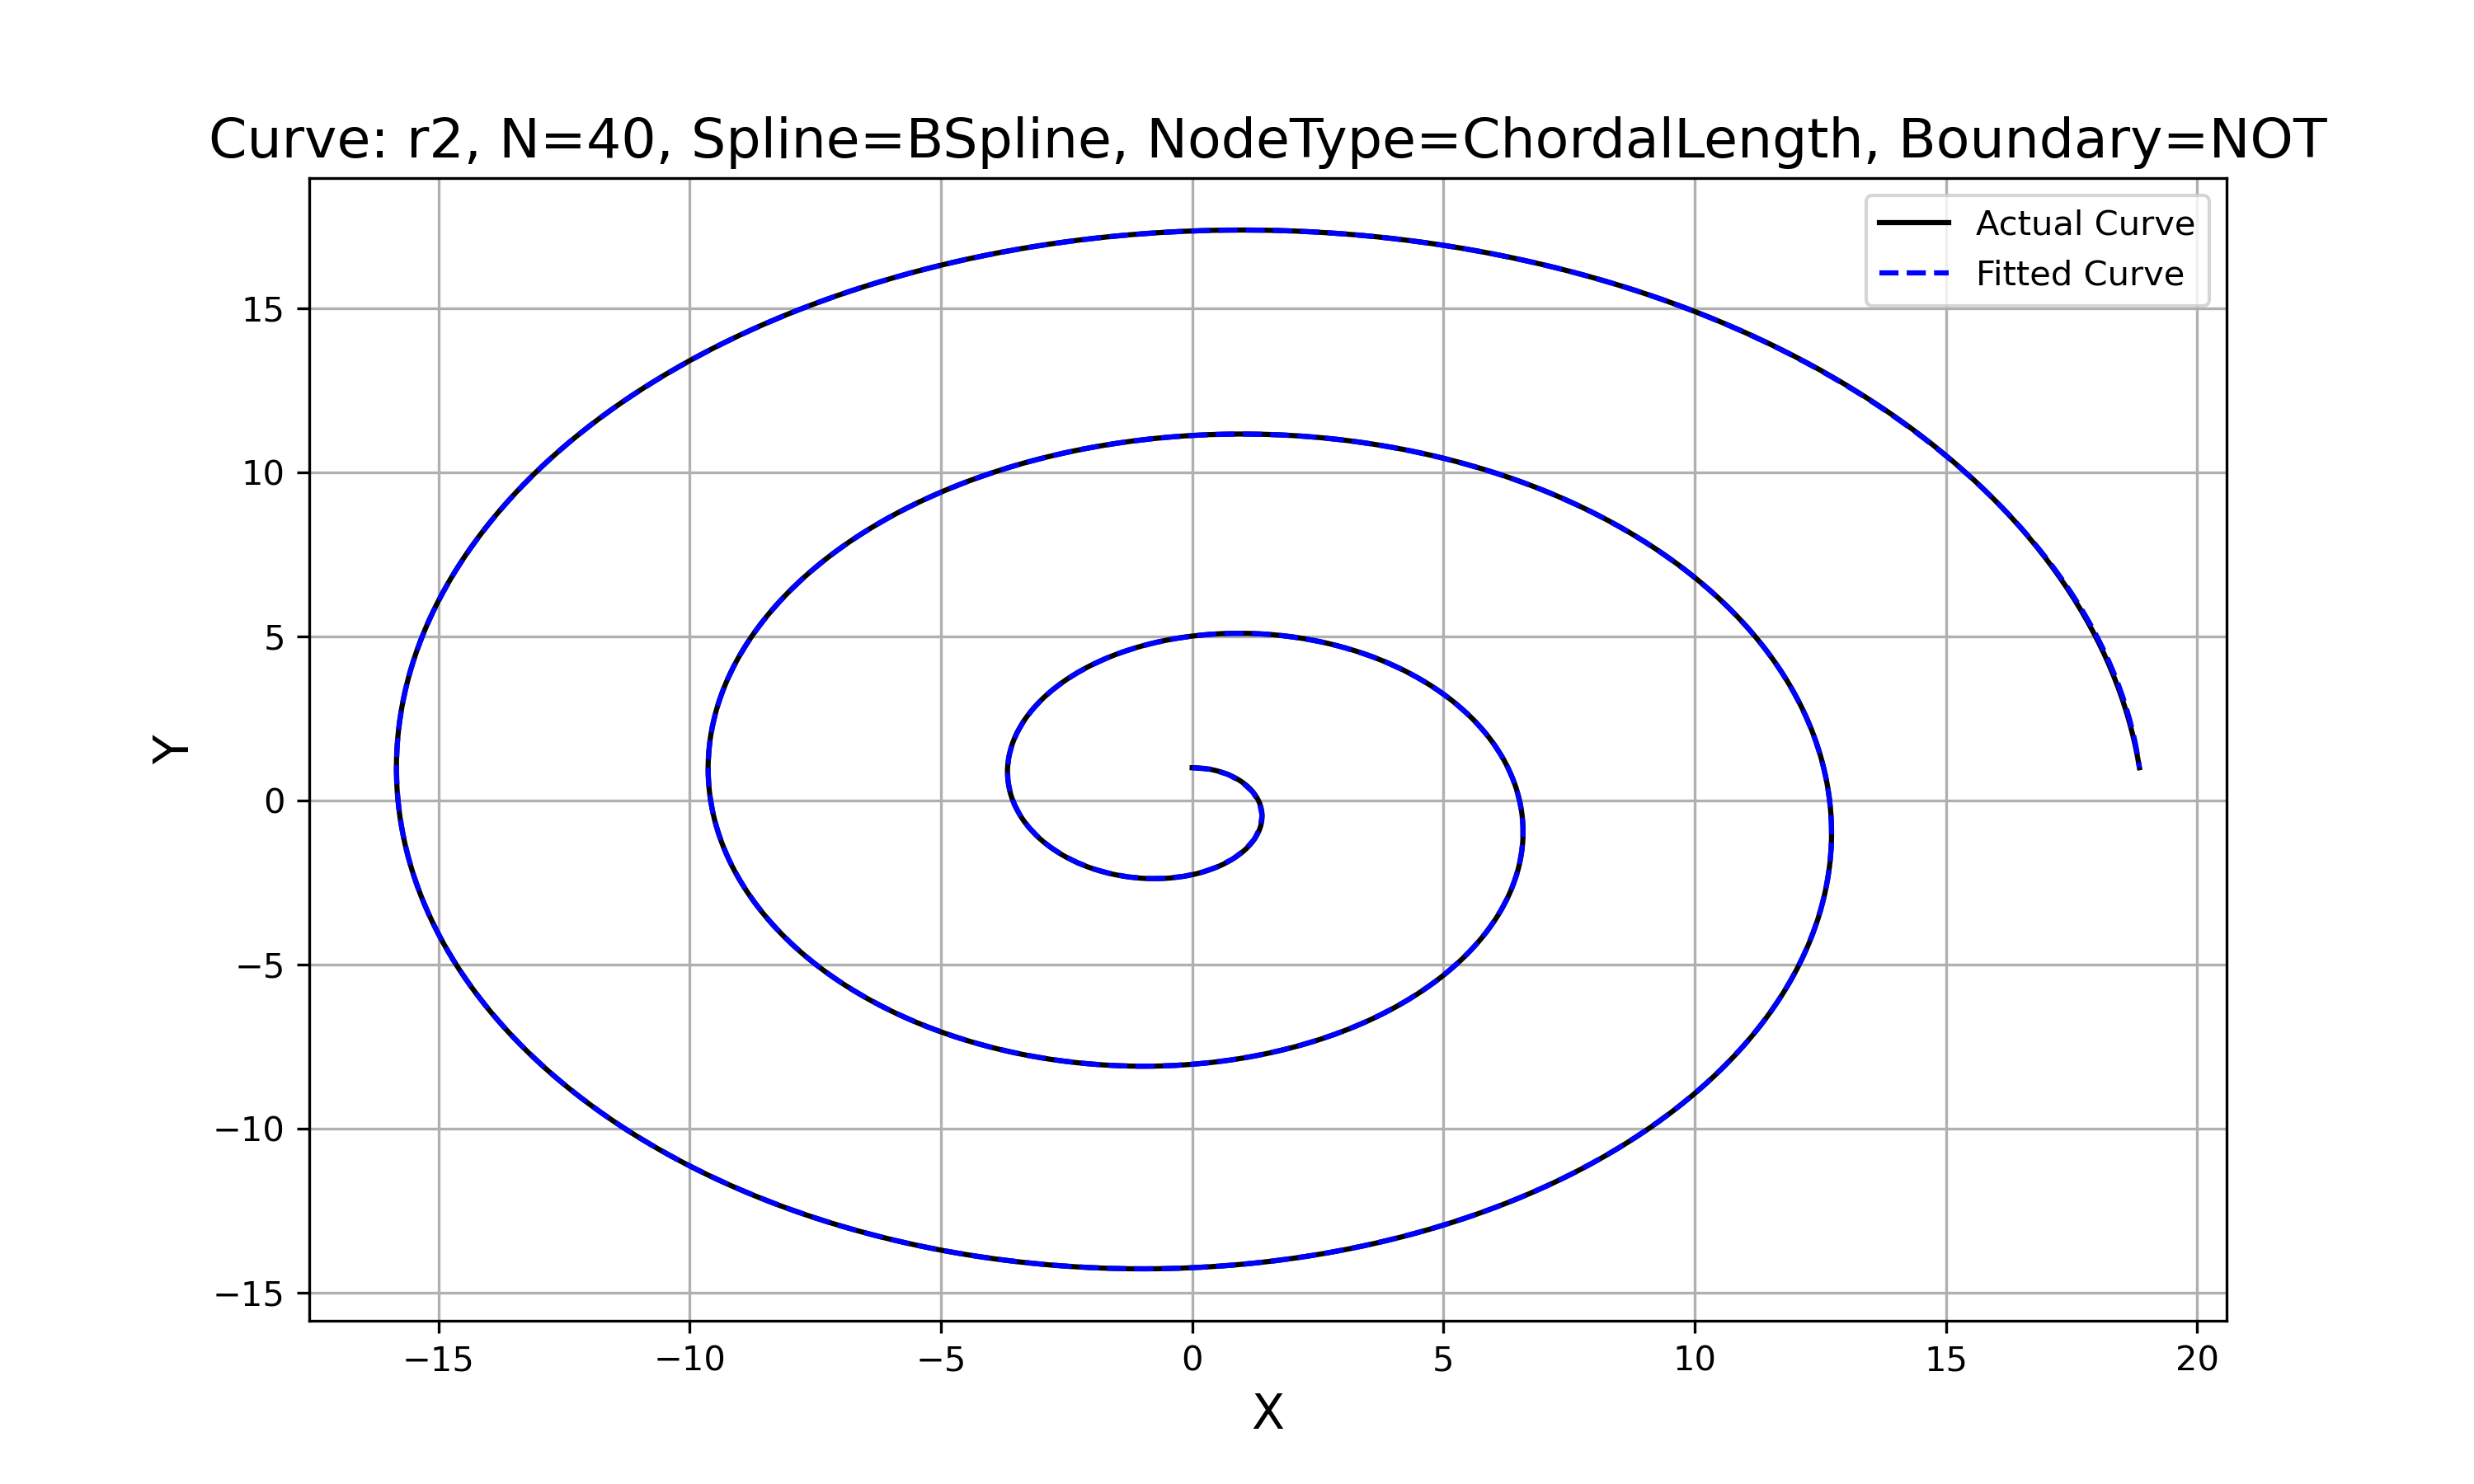 Curve: r2, N=40, Spline=BSpline, NodeType=ChordalLength, Boundary=NOT
Actual Curve
Fitted Curve
Y
15
10
5
0
−5
−10
−15
−15 −10 −5 0 5 10 15 20
X